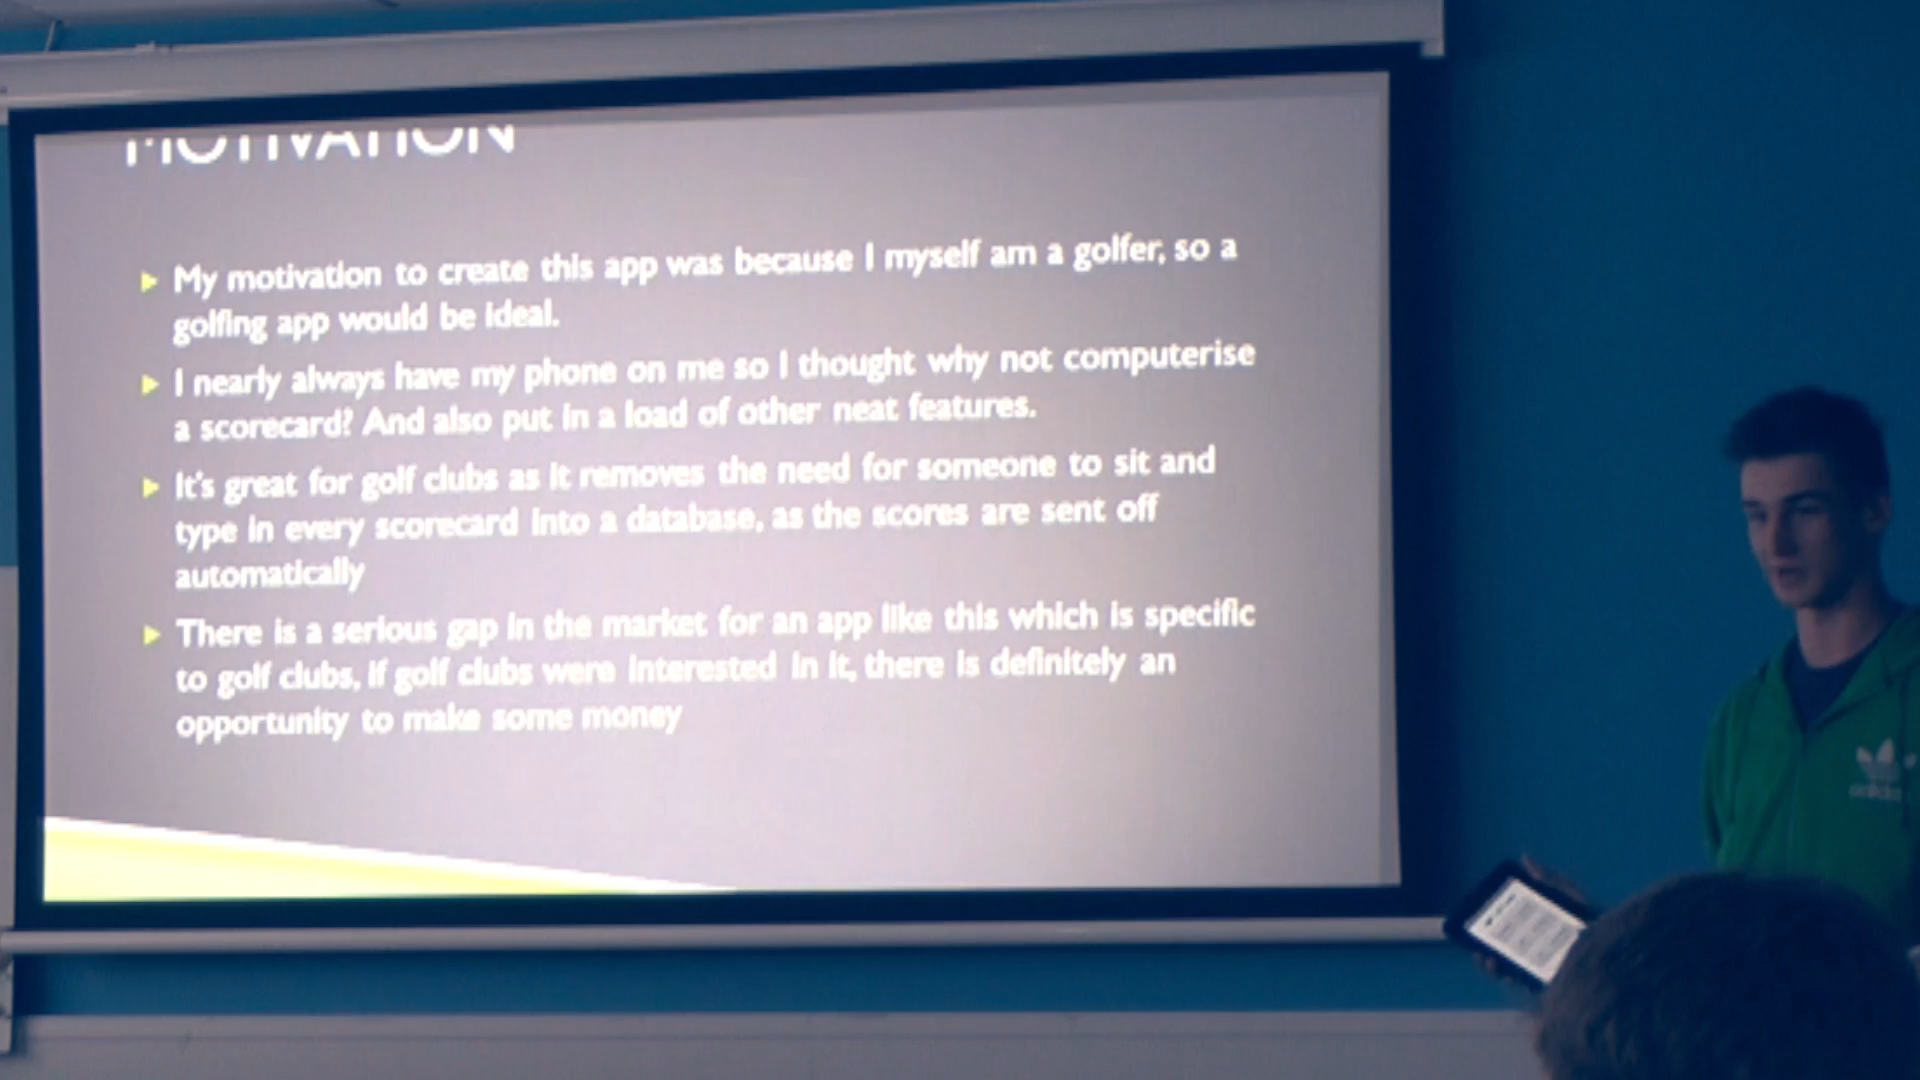 MOTIVATION
My motivation to create this app was because I myself am a golfer, so a
golfing app would be ideal.
I nearly always have my phone on me so I thought why not computerise
a scorecard? And also put in a load of other neat features.
It's great for golf clubs as it removes the need for someone to sit and
type in every scorecard into a database, as the scores are sent off
automatically
There is a serious gap in the market for an app like this which is specific
to golf clubs, if golf clubs were interested in it, there is definitely an
opportunity to make some money
adidas